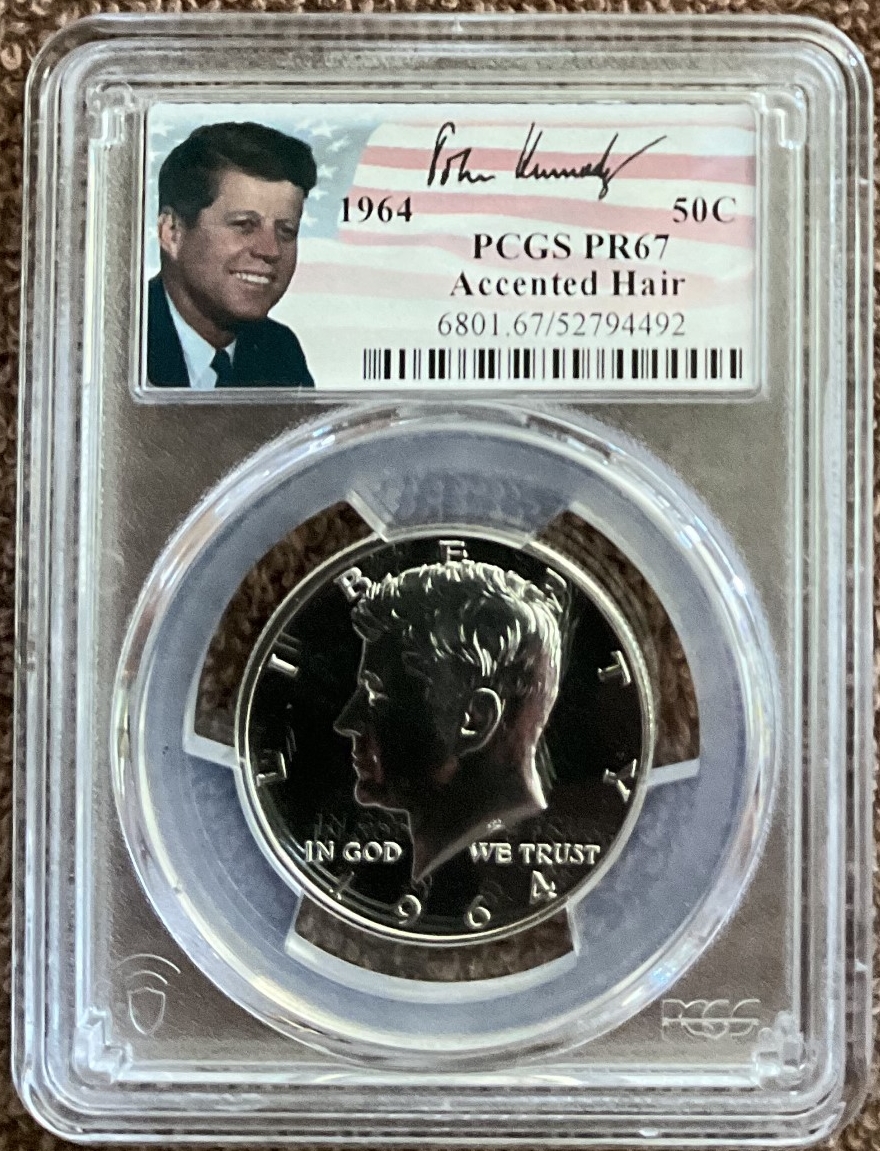 John Kennedy
1964 50C
PCGS PR67
Accented Hair
6801.67/52794492
LIBERTY
IN GOD WE TRUST
1964
PCGS